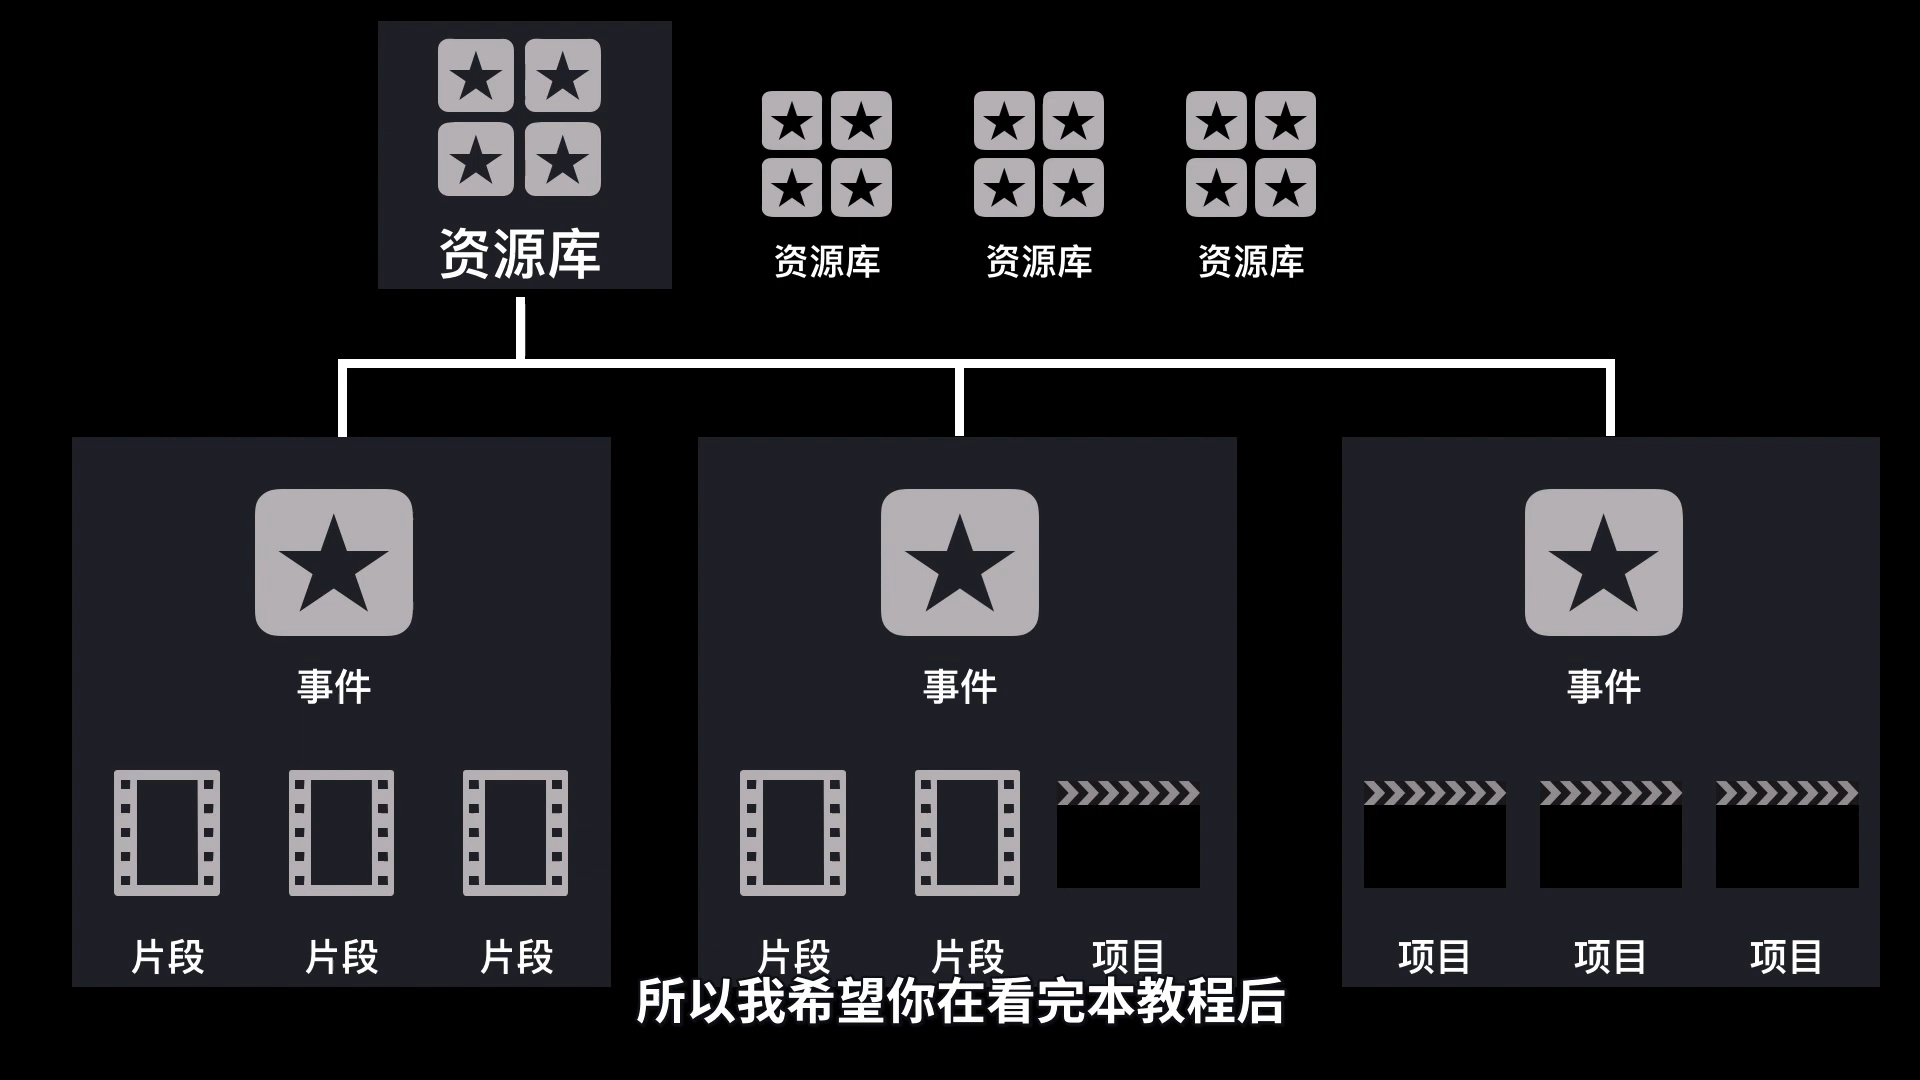 资源库
资源库
资源库
资源库
事件
事件
事件
片段
片段
片段
片段
片段
项目
项目
项目
项目
所以我希望你在看完本教程后